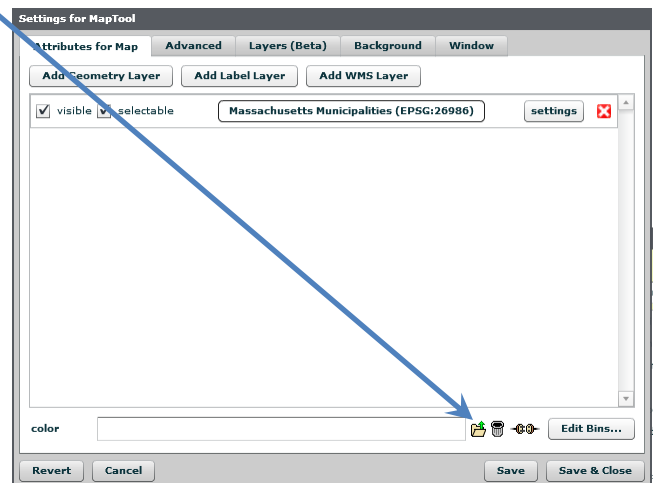 Settings for MapTool
Attributes for Map Advanced Layers (Beta) Background Window
Add Geometry Layer Add Label Layer Add WMS Layer
visible selectable Massachusetts Municipalities (EPSG:26986) settings
color Edit Bins...
Revert Cancel Save Save & Close